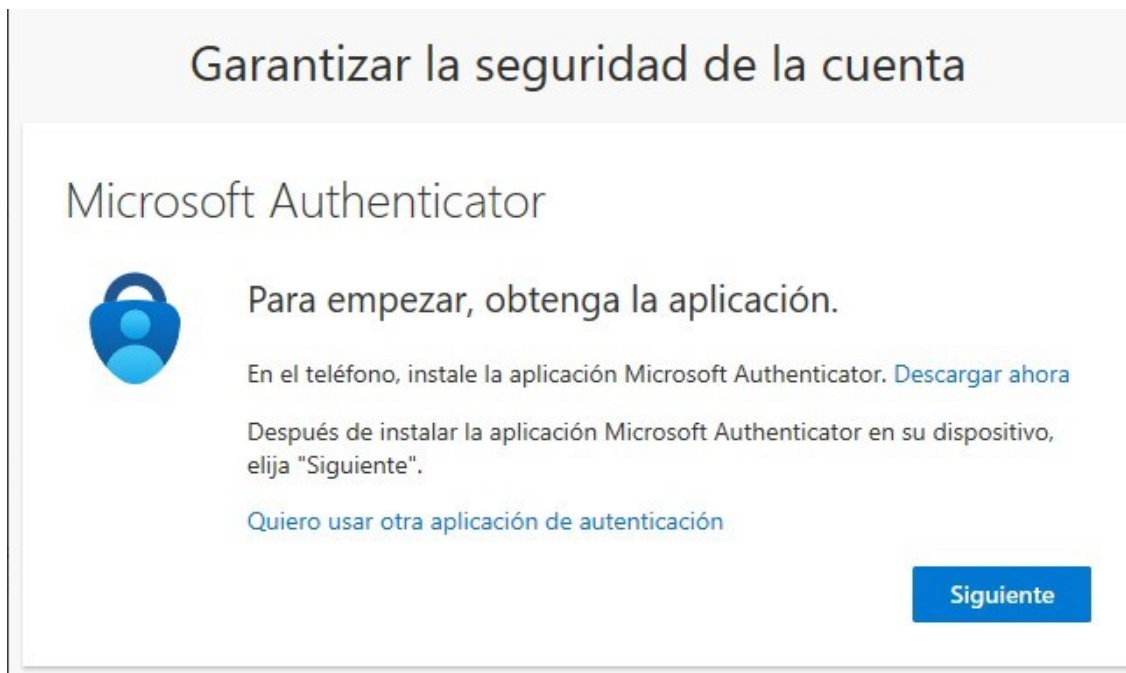 Garantizar la seguridad de la cuenta
Microsoft Authenticator
Para empezar, obtenga la aplicación.
En el teléfono, instale la aplicación Microsoft Authenticator. Descargar ahora
Después de instalar la aplicación Microsoft Authenticator en su dispositivo,
elija "Siguiente".
Quiero usar otra aplicación de autenticación
Siguiente